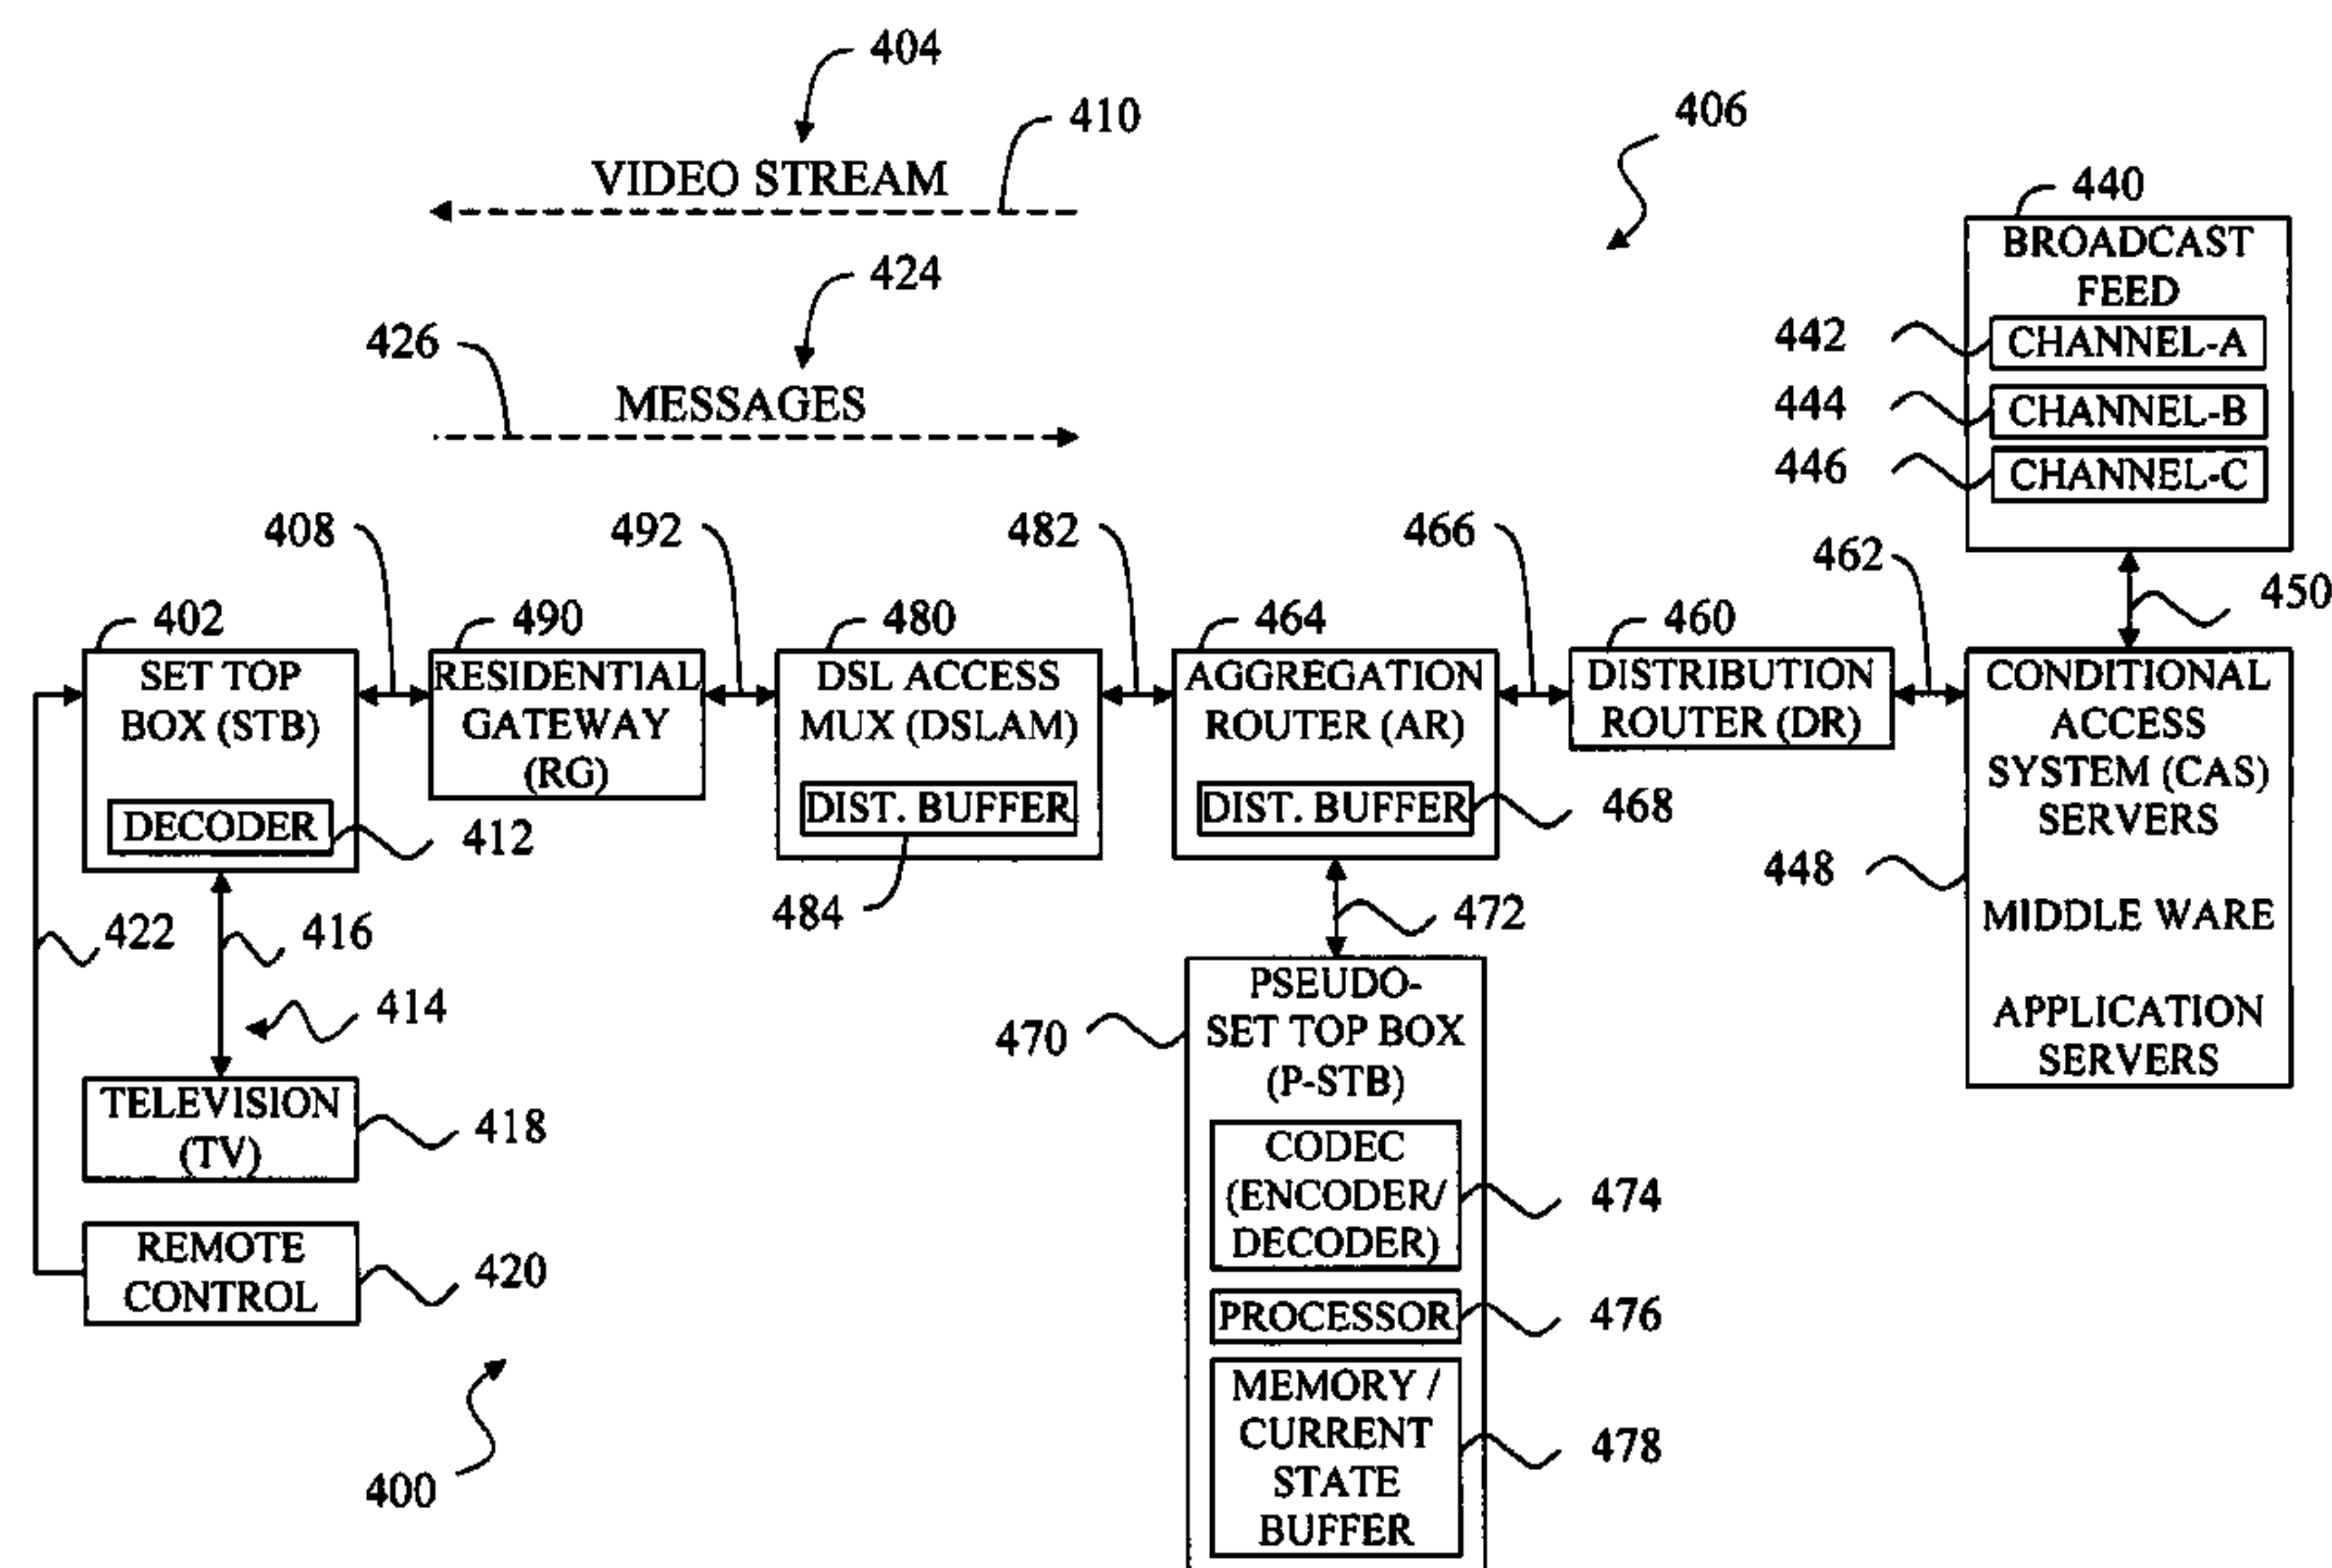 404
410
VIDEO STREAM
406
424
426
MESSAGES
440
BROADCAST
FEED
442
CHANNEL-A
444
CHANNEL-B
446
CHANNEL-C
408
492
482
466
462
450
402
SET TOP
BOX (STB)
DECODER
412
490
RESIDENTIAL
GATEWAY
(RG)
480
DSL ACCESS
MUX (DSLAM)
DIST. BUFFER
484
464
AGGREGATION
ROUTER (AR)
DIST. BUFFER
468
460
DISTRIBUTION
ROUTER (DR)
CONDITIONAL
ACCESS
SYSTEM (CAS)
SERVERS
448
MIDDLE WARE
APPLICATION
SERVERS
422
416
414
TELEVISION
(TV)
418
REMOTE
CONTROL
420
400
472
470
PSEUDO-
SET TOP BOX
(P-STB)
CODEC
(ENCODER/
DECODER)
474
PROCESSOR
476
MEMORY /
CURRENT
STATE
BUFFER
478